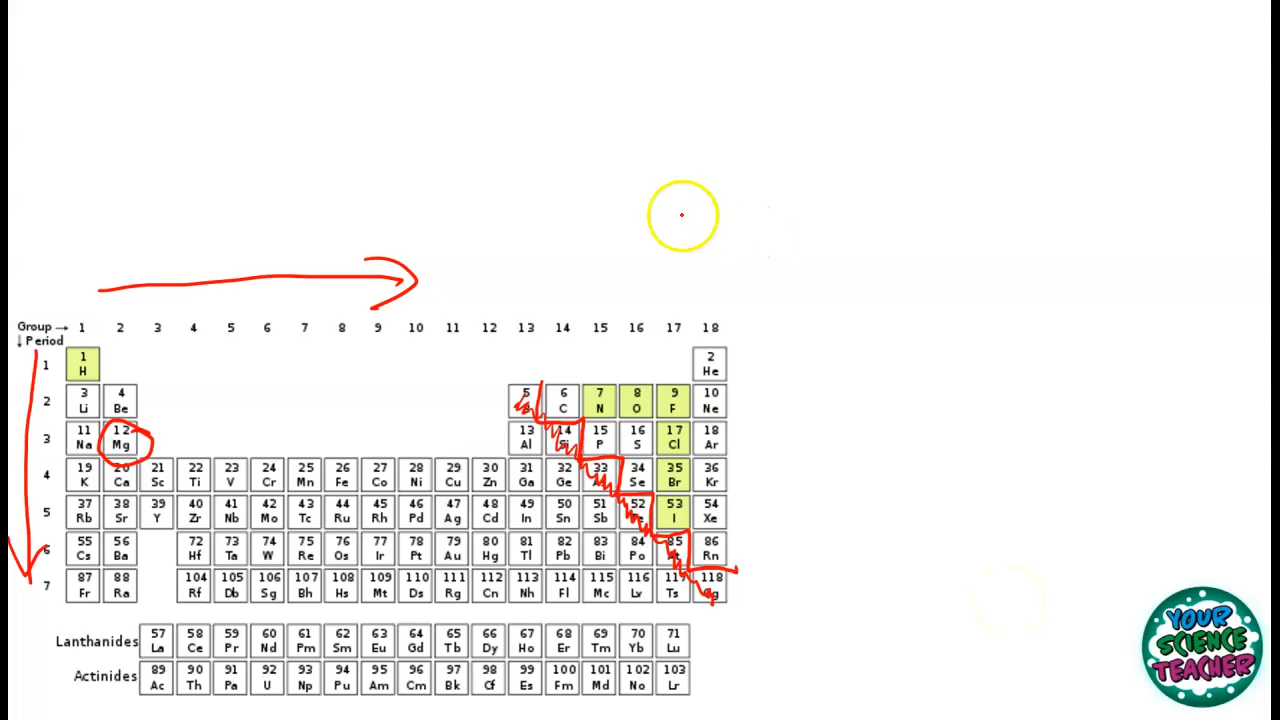 Group → 1 2 3 4 5 6 7 8 9 10 11 12 13 14 15 16 17 18
↓ Period
1 1 2
H He
2 3 4 5 6 7 8 9 10
Li Be C N O F Ne
3 11 12 13 14 15 16 17 18
Na Mg Al Si P S Cl Ar
4 19 20 21 22 23 24 25 26 27 28 29 30 31 32 33 34 35 36
K Ca Sc Ti V Cr Mn Fe Co Ni Cu Zn Ga Ge Se Br Kr
5 37 38 39 40 41 42 43 44 45 46 47 48 49 50 51 52 53 54
Rb Sr Y Zr Nb Mo Tc Ru Rh Pd Ag Cd In Sn Sb I Xe
6 55 56 72 73 74 75 76 77 78 79 80 81 82 83 84 85 86
Cs Ba Hf Ta W Re Os Ir Pt Au Hg Tl Pb Bi Po At Rn
7 87 88 104 105 106 107 108 109 110 111 112 113 114 115 116 117 118
Fr Ra Rf Db Sg Bh Hs Mt Ds Rg Cn Nh Fl Mc Lv Ts
Lanthanides 57 58 59 60 61 62 63 64 65 66 67 68 69 70 71
La Ce Pr Nd Pm Sm Eu Gd Tb Dy Ho Er Tm Yb Lu
Actinides 89 90 91 92 93 94 95 96 97 98 99 100 101 102 103
Ac Th Pa U Np Pu Am Cm Bk Cf Es Fm Md No Lr
YOUR
SCIENCE
TEACHER